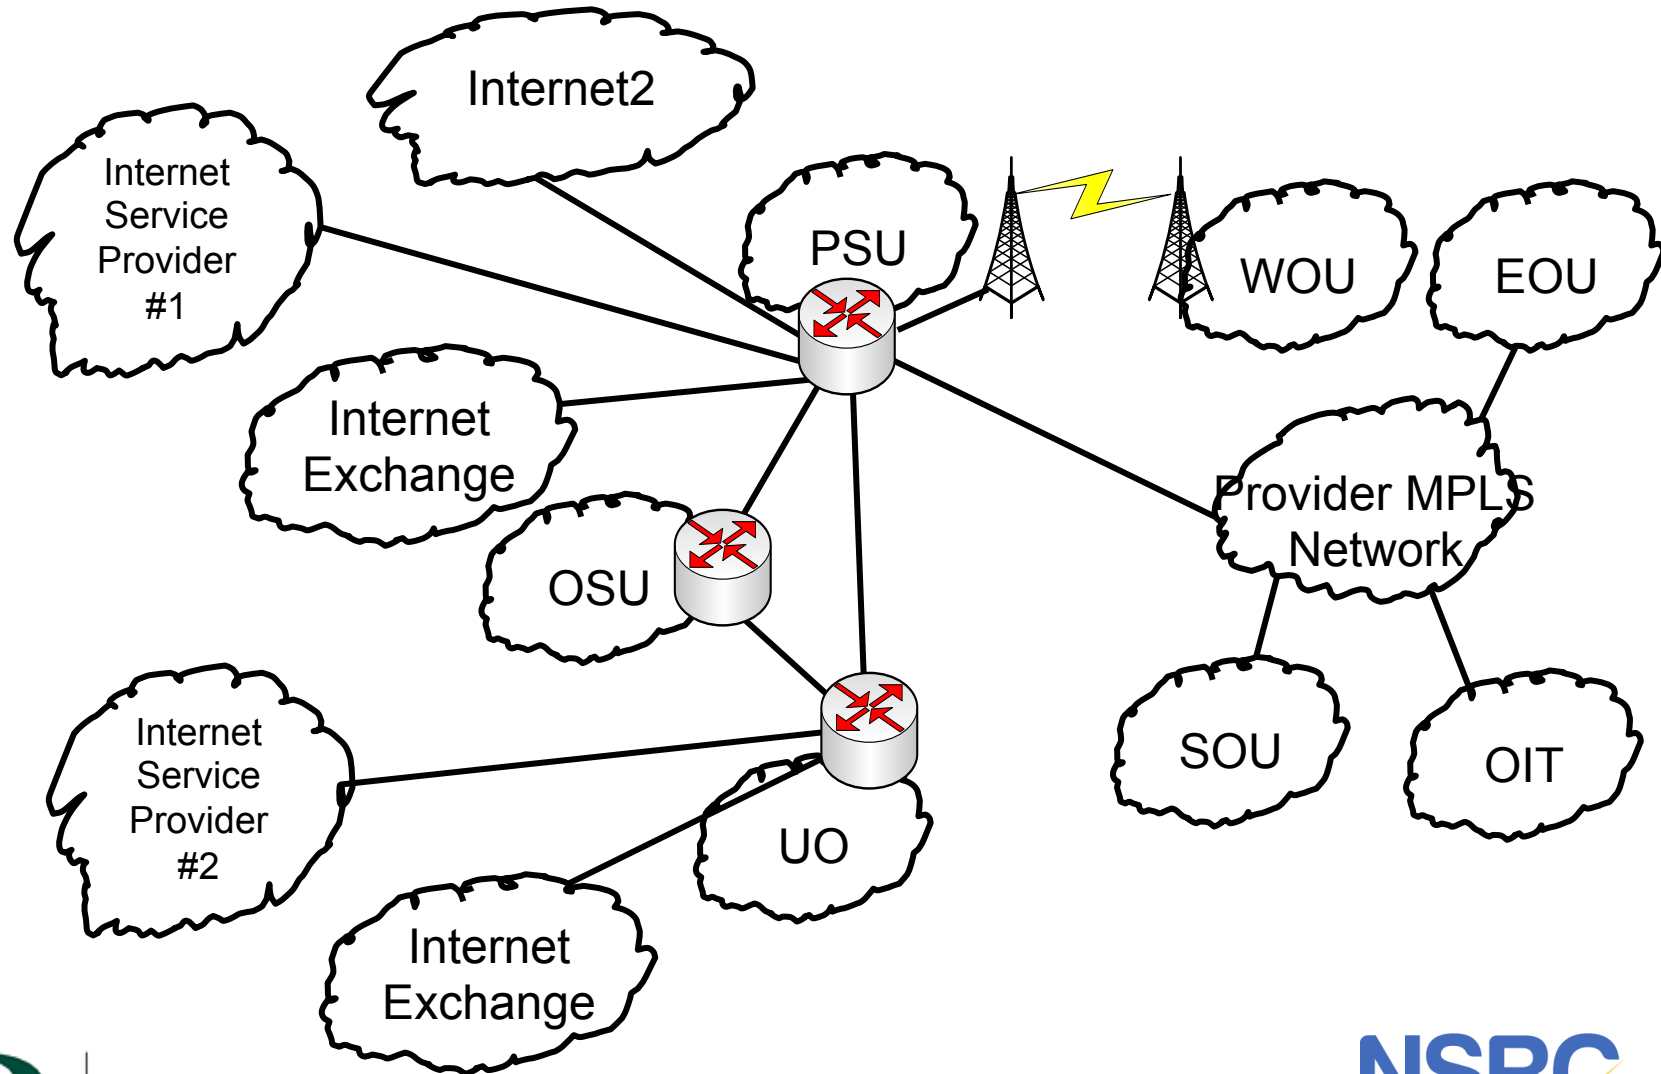 Internet2
Internet
Service
Provider
#1
PSU
WOU
EOU
Internet
Exchange
Provider MPLS
Network
OSU
Internet
Service
Provider
#2
SOU
OIT
UO
Internet
Exchange
NSRC